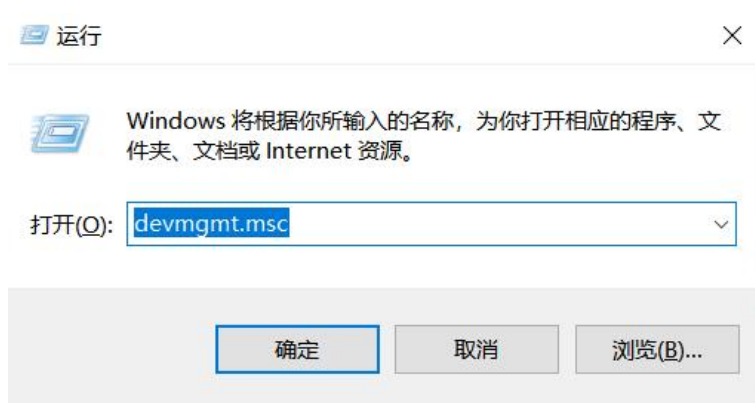 运行
Windows 将根据你所输入的名称，为你打开相应的程序、文
件夹、文档或 Internet 资源。
打开(O): devmgmt.msc
确定 取消 浏览(B)...